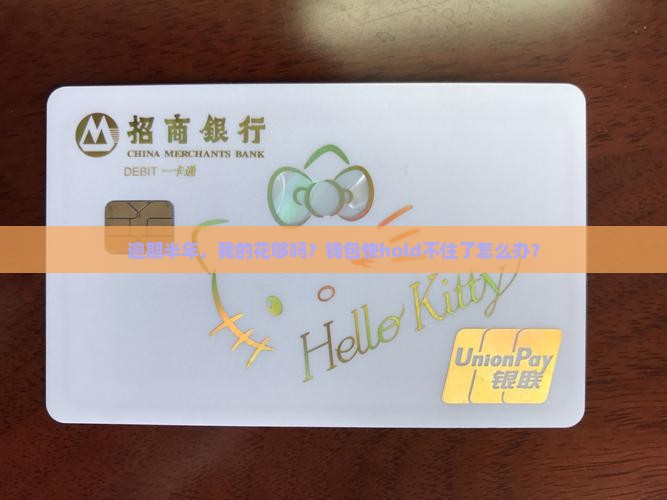 招商銀行
CHINA MERCHANTS BANK
DEBIT 一卡通
逾期半年，我的花够吗？钱包快hold不住了怎么办？
Hello Kitty
UnionPay
银联